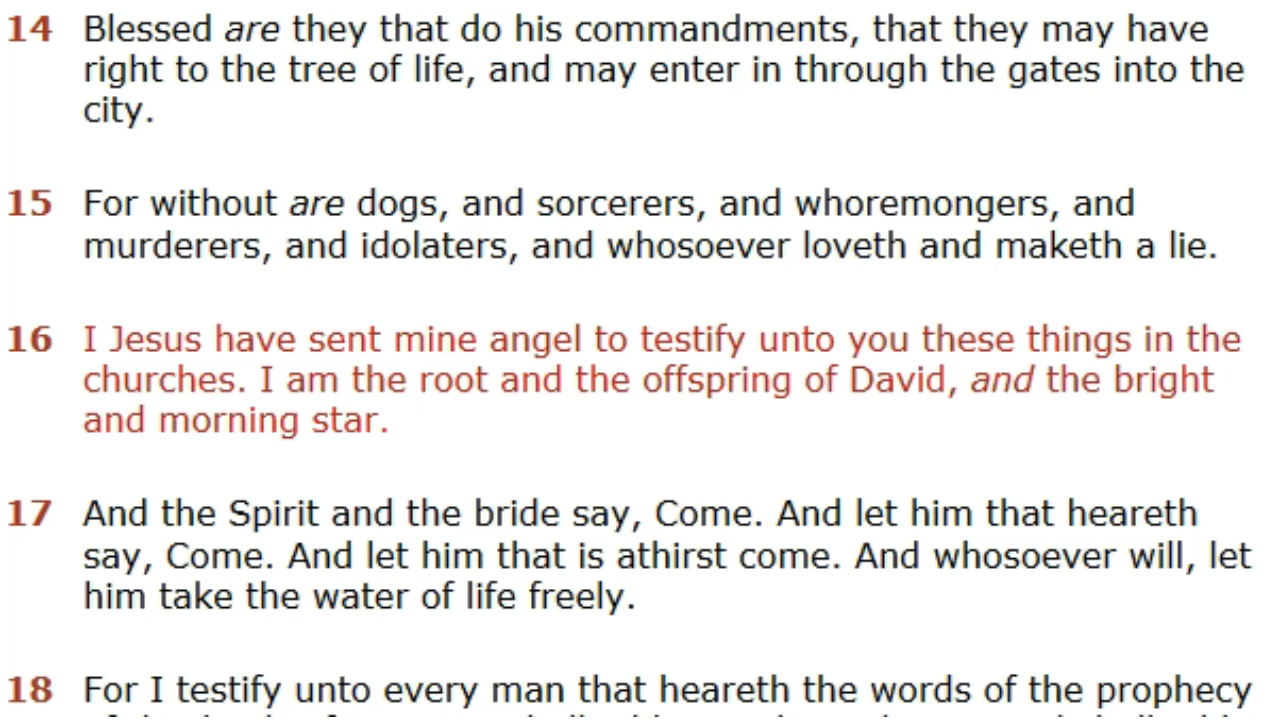 14 Blessed are they that do his commandments, that they may have
right to the tree of life, and may enter in through the gates into the
city.
15 For without are dogs, and sorcerers, and whoremongers, and
murderers, and idolaters, and whosoever loveth and maketh a lie.
16 I Jesus have sent mine angel to testify unto you these things in the
churches. I am the root and the offspring of David, and the bright
and morning star.
17 And the Spirit and the bride say, Come. And let him that heareth
say, Come. And let him that is athirst come. And whosoever will, let
him take the water of life freely.
18 For I testify unto every man that heareth the words of the prophecy